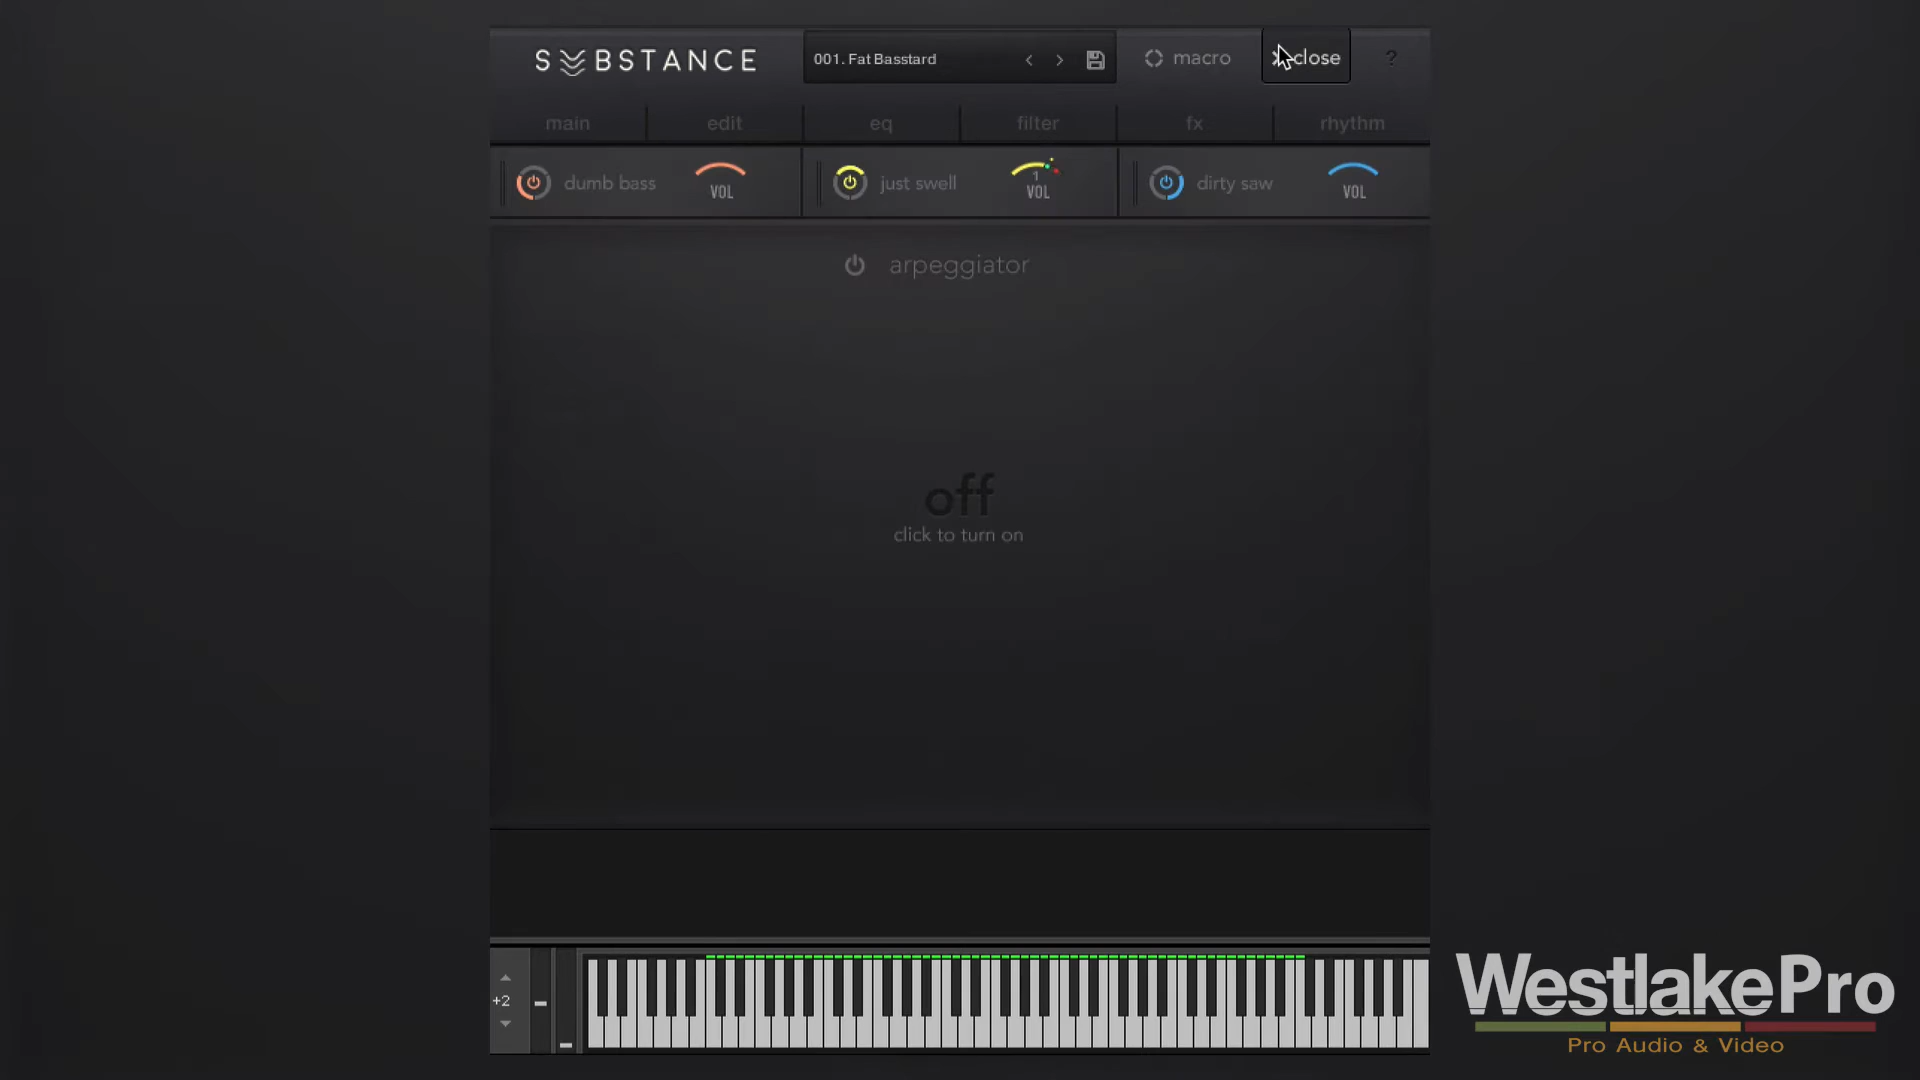 SUBSTANCE
001. Fat Basstard
macro
close
?
main
edit
eq
filter
fx
rhythm
dumb bass
VOL
just swell
1
VOL
dirty saw
VOL
arpeggiator
off
click to turn on
+2
WestlakePro
Pro Audio & Video